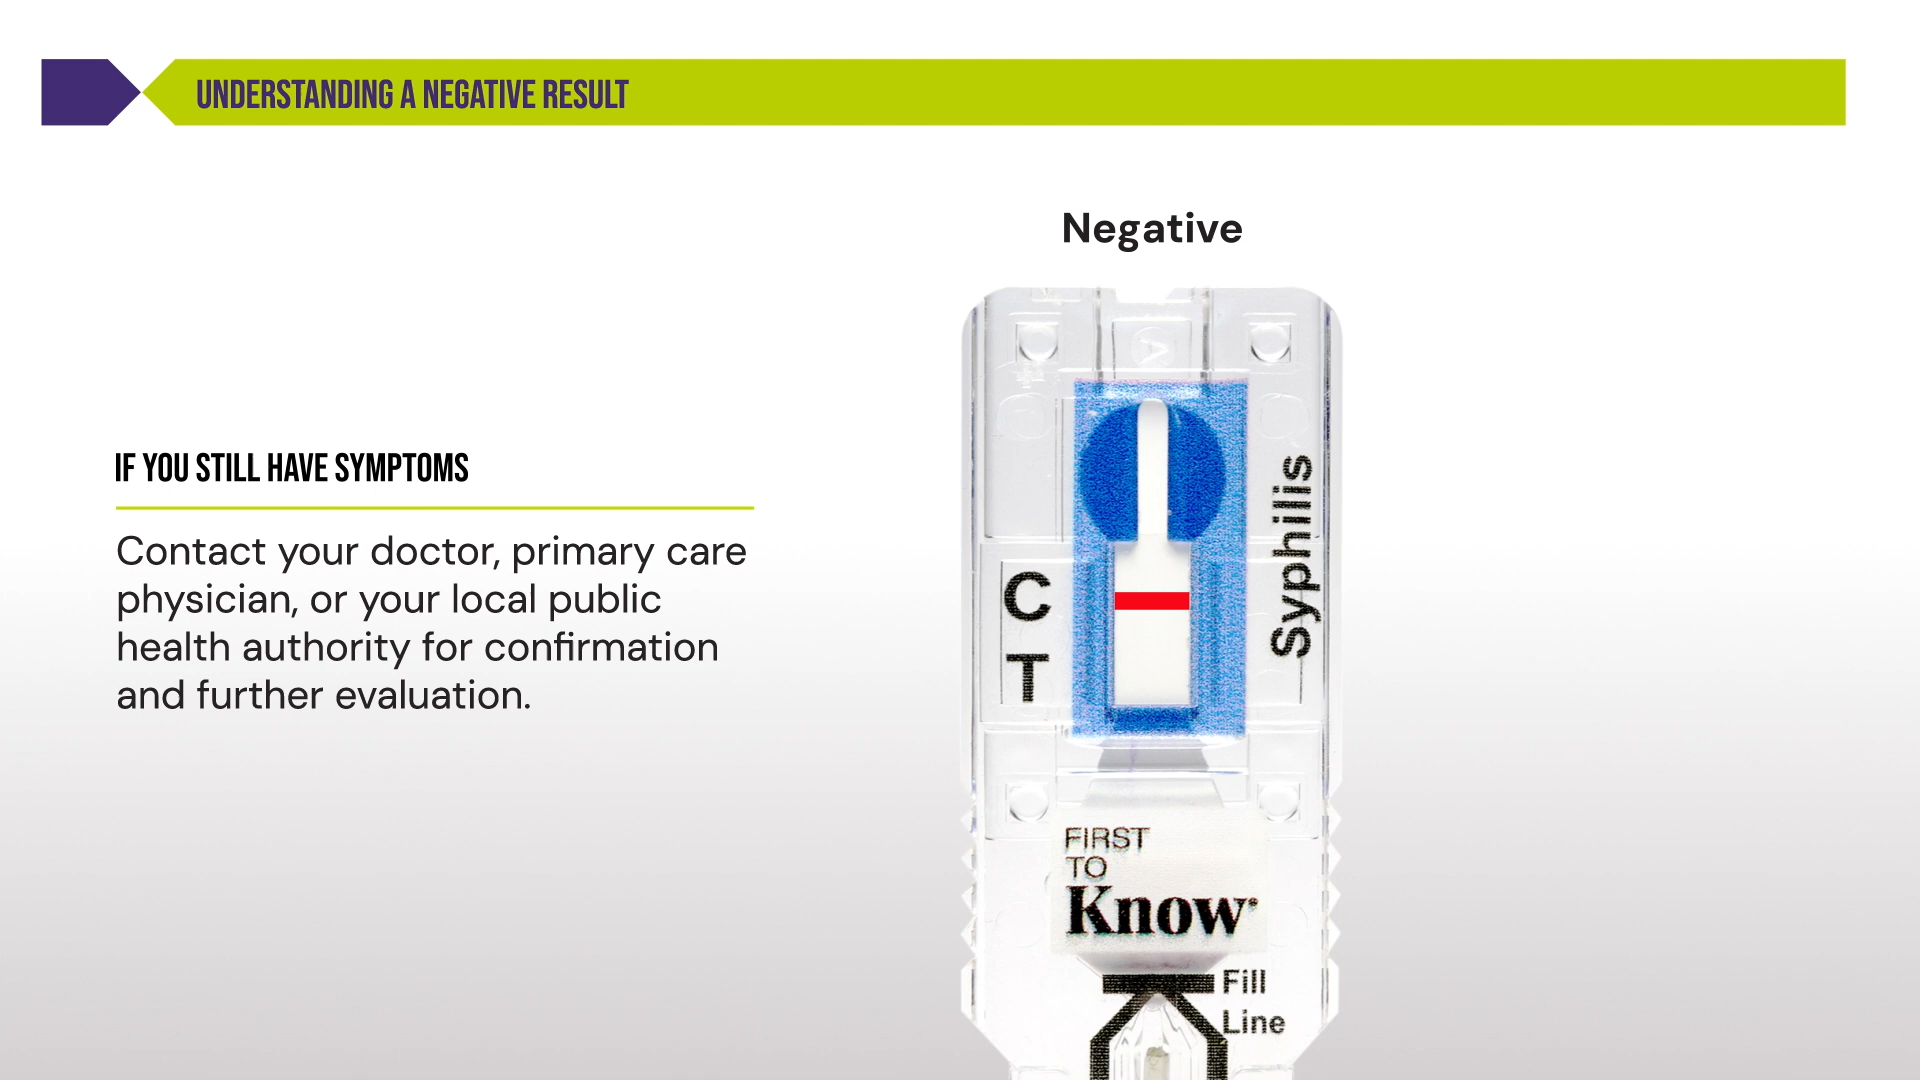 UNDERSTANDING A NEGATIVE RESULT
Negative
IF YOU STILL HAVE SYMPTOMS
Contact your doctor, primary care
physician, or your local public
health authority for confirmation
and further evaluation.
A
C
T
Syphilis
FIRST
TO
Know®
Fill
Line